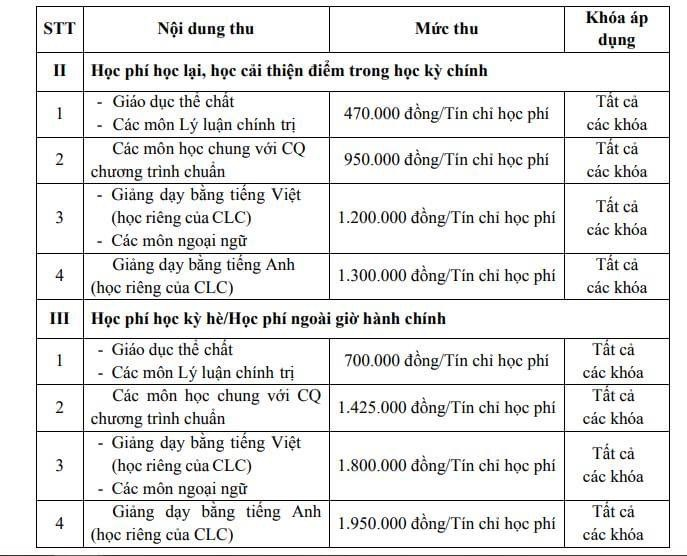 STT Nội dung thu Mức thu Khóa áp dụng
II Học phí học lại, học cải thiện điểm trong học kỳ chính
1
- Giáo dục thể chất
- Các môn Lý luận chính trị
470.000 đồng/Tín chỉ học phí
Tất cả
các khóa
2
Các môn học chung với CQ
chương trình chuẩn
950.000 đồng/Tín chỉ học phí
Tất cả
các khóa
3
- Giảng dạy bằng tiếng Việt
(học riêng của CLC)
- Các môn ngoại ngữ
1.200.000 đồng/Tín chỉ học phí
Tất cả
các khóa
4
Giảng dạy bằng tiếng Anh
(học riêng của CLC)
1.300.000 đồng/Tín chỉ học phí
Tất cả
các khóa
III Học phí học kỳ hè/Học phí ngoài giờ hành chính
1
- Giáo dục thể chất
- Các môn Lý luận chính trị
700.000 đồng/Tín chỉ học phí
Tất cả
các khóa
2
Các môn học chung với CQ
chương trình chuẩn
1.425.000 đồng/Tín chỉ học phí
Tất cả
các khóa
3
- Giảng dạy bằng tiếng Việt
(học riêng của CLC)
- Các môn ngoại ngữ
1.800.000 đồng/Tín chỉ học phí
Tất cả
các khóa
4
Giảng dạy bằng tiếng Anh
(học riêng của CLC)
1.950.000 đồng/Tín chỉ học phí
Tất cả
các khóa